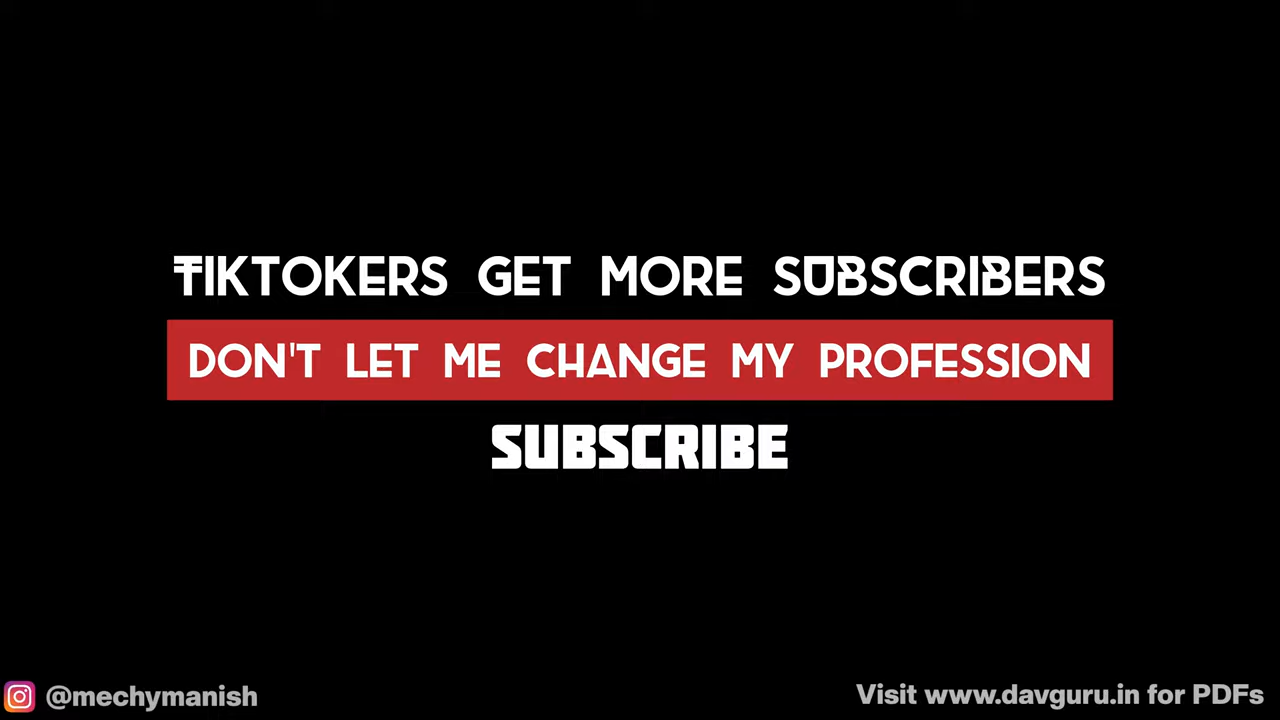 TIKTOKERS GET MORE SUBSCRIBERS
DON'T LET ME CHANGE MY PROFESSION
SUBSCRIBE
@mechymanish
Visit www.davguru.in for PDFs